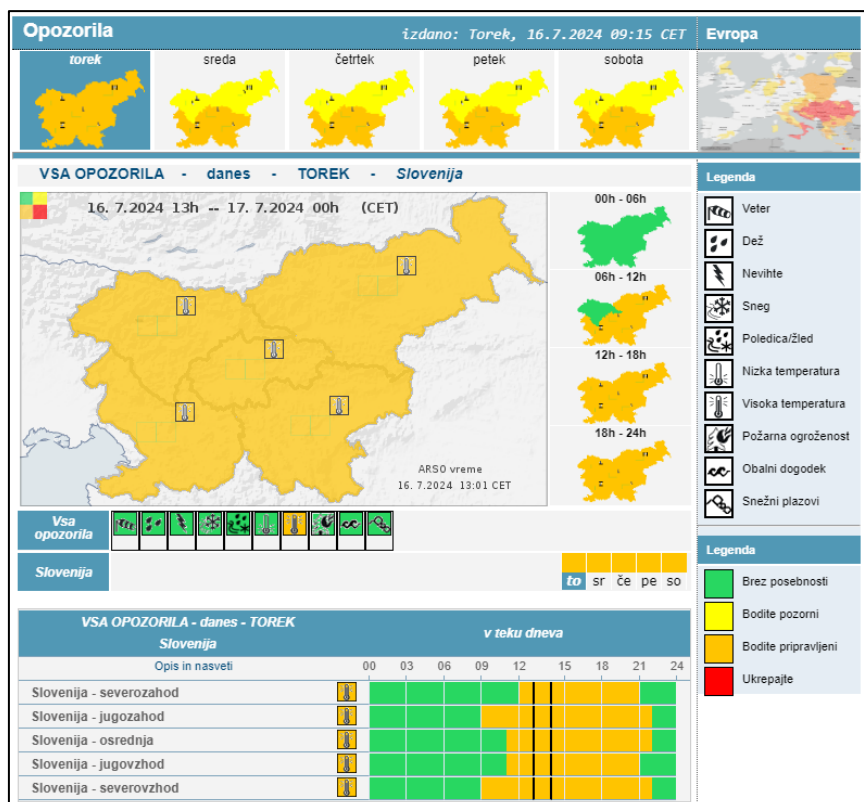 Opozorila
izdano: Torek, 16.7.2024 09:15 CET
Evropa
torek
sreda
četrtek
petek
sobota
VSA OPOZORILA - danes - TOREK - Slovenija
Legenda
16. 7.2024 13h -- 17. 7.2024 00h (CET)
00h - 06h
06h - 12h
12h - 18h
18h - 24h
Veter
Dež
Nevihte
Sneg
Poledica/žled
Nizka temperatura
Visoka temperatura
Požarna ogroženost
Obalni dogodek
Snežni plazovi
ARSO vreme
16. 7.2024 13:01 CET
Vsa
opozorila
Slovenija
to sr če pe so
Legenda
Brez posebnosti
Bodite pozorni
Bodite pripravljeni
Ukrepajte
VSA OPOZORILA - danes - TOREK
Slovenija
v teku dneva
Opis in nasveti
00 03 06 09 12 15 18 21 24
Slovenija - severozahod
Slovenija - jugozahod
Slovenija - osrednja
Slovenija - jugovzhod
Slovenija - severovzhod